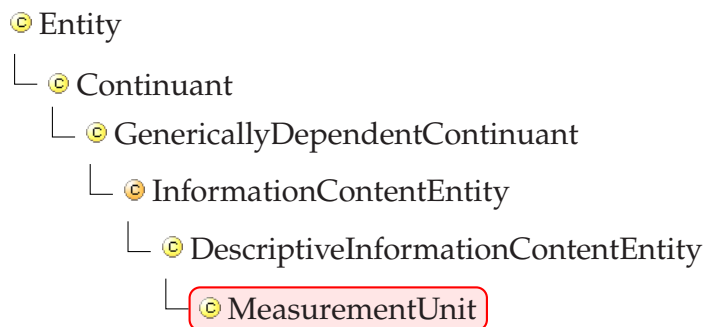 C Entity
C Continuant
C GenericallyDependentContinuant
C InformationContentEntity
C DescriptiveInformationContentEntity
C MeasurementUnit